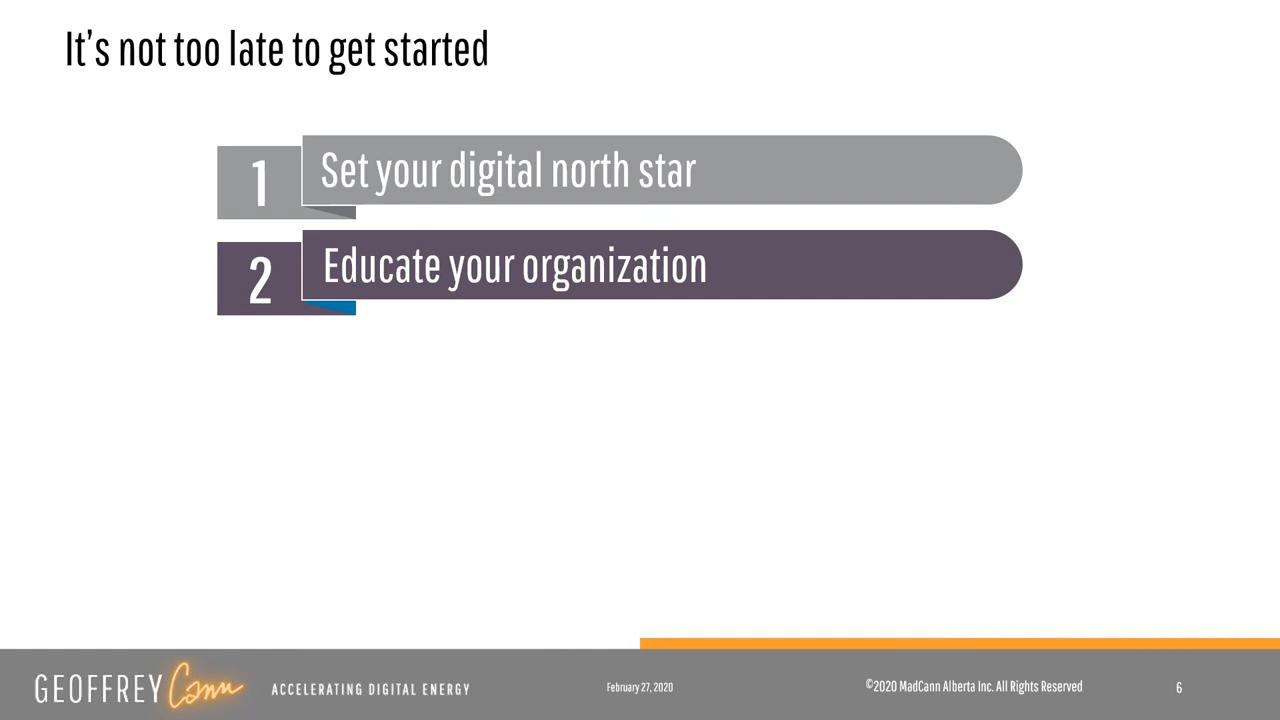 It's not too late to get started
1 Set your digital north star
2 Educate your organization
GEOFFREY Cann ACCELERATING DIGITAL ENERGY February 27, 2020 ©2020 MadCann Alberta Inc. All Rights Reserved 6